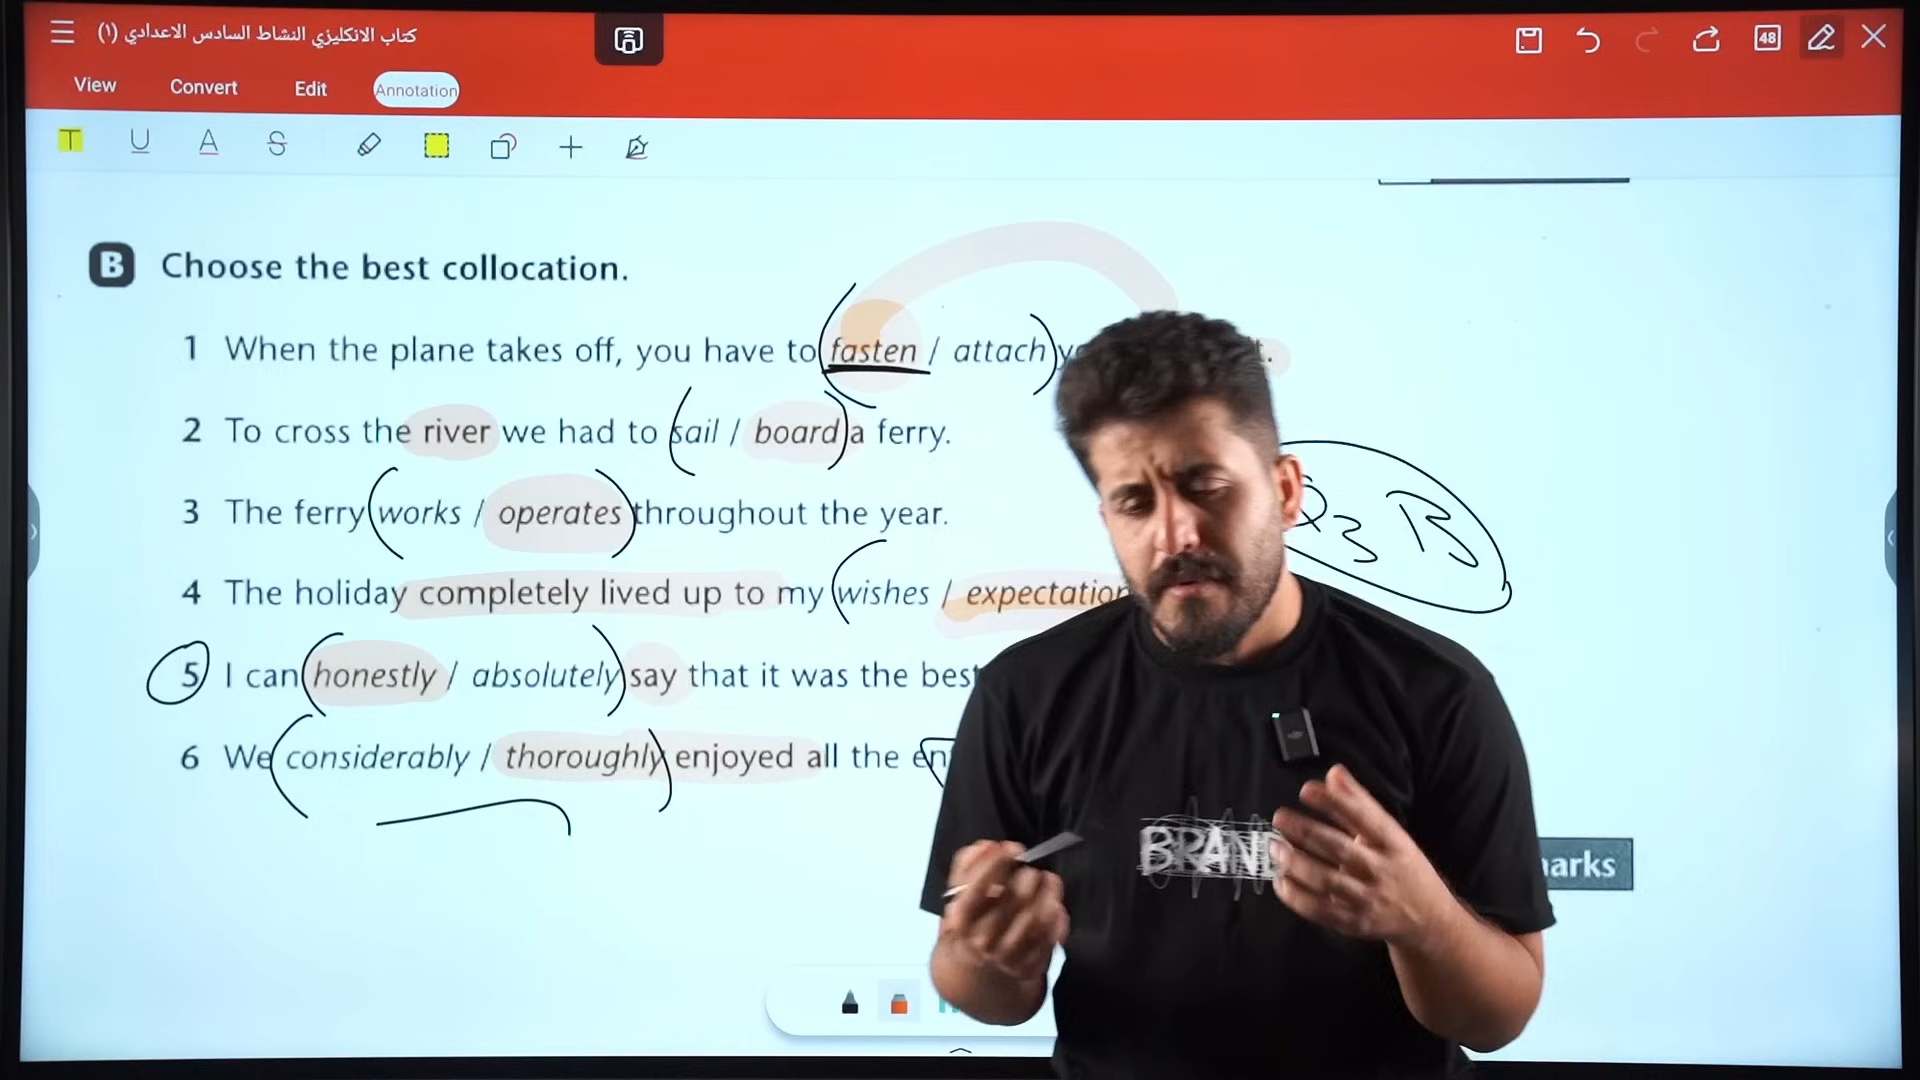 كتاب الانكليزي النشاط السادس الاعدادي (١)
48
View Convert Edit Annotation
T U A S
B Choose the best collocation.
1 When the plane takes off, you have to fasten / attach
2 To cross the river we had to sail / board a ferry.
3 The ferry works / operates throughout the year.
4 The holiday completely lived up to my wishes /
5 I can honestly / absolutely say that it was the best
6 We considerably / thoroughly enjoyed all the
Q3 B
BRAND